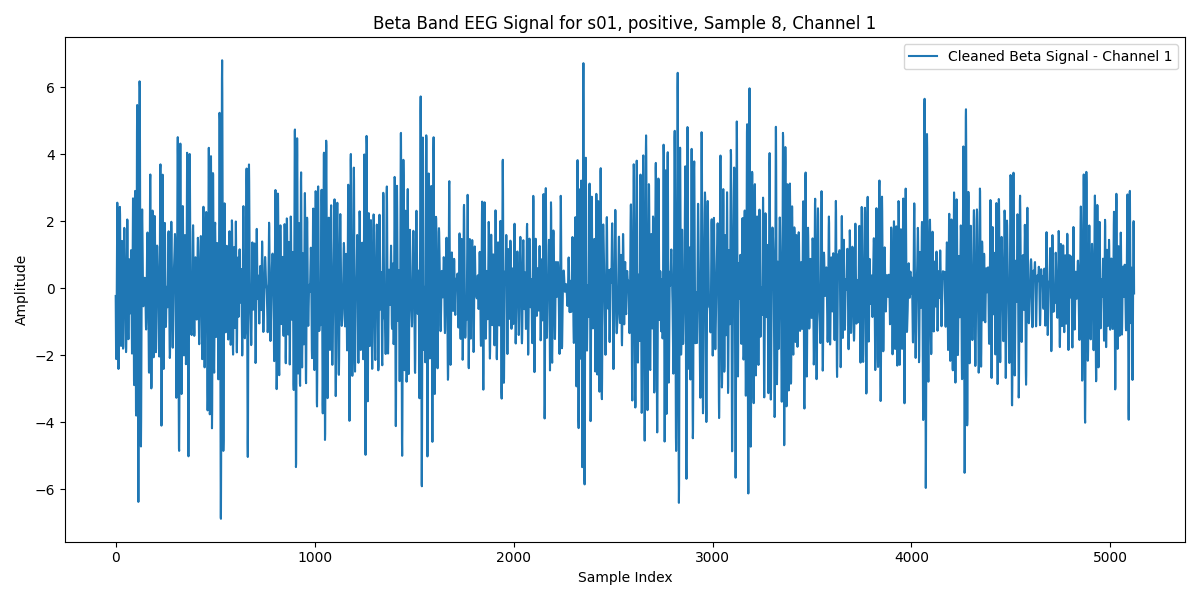 Beta Band EEG Signal for s01, positive, Sample 8, Channel 1
Cleaned Beta Signal - Channel 1
Amplitude
6
4
2
0
−2
−4
−6
0 1000 2000 3000 4000 5000
Sample Index